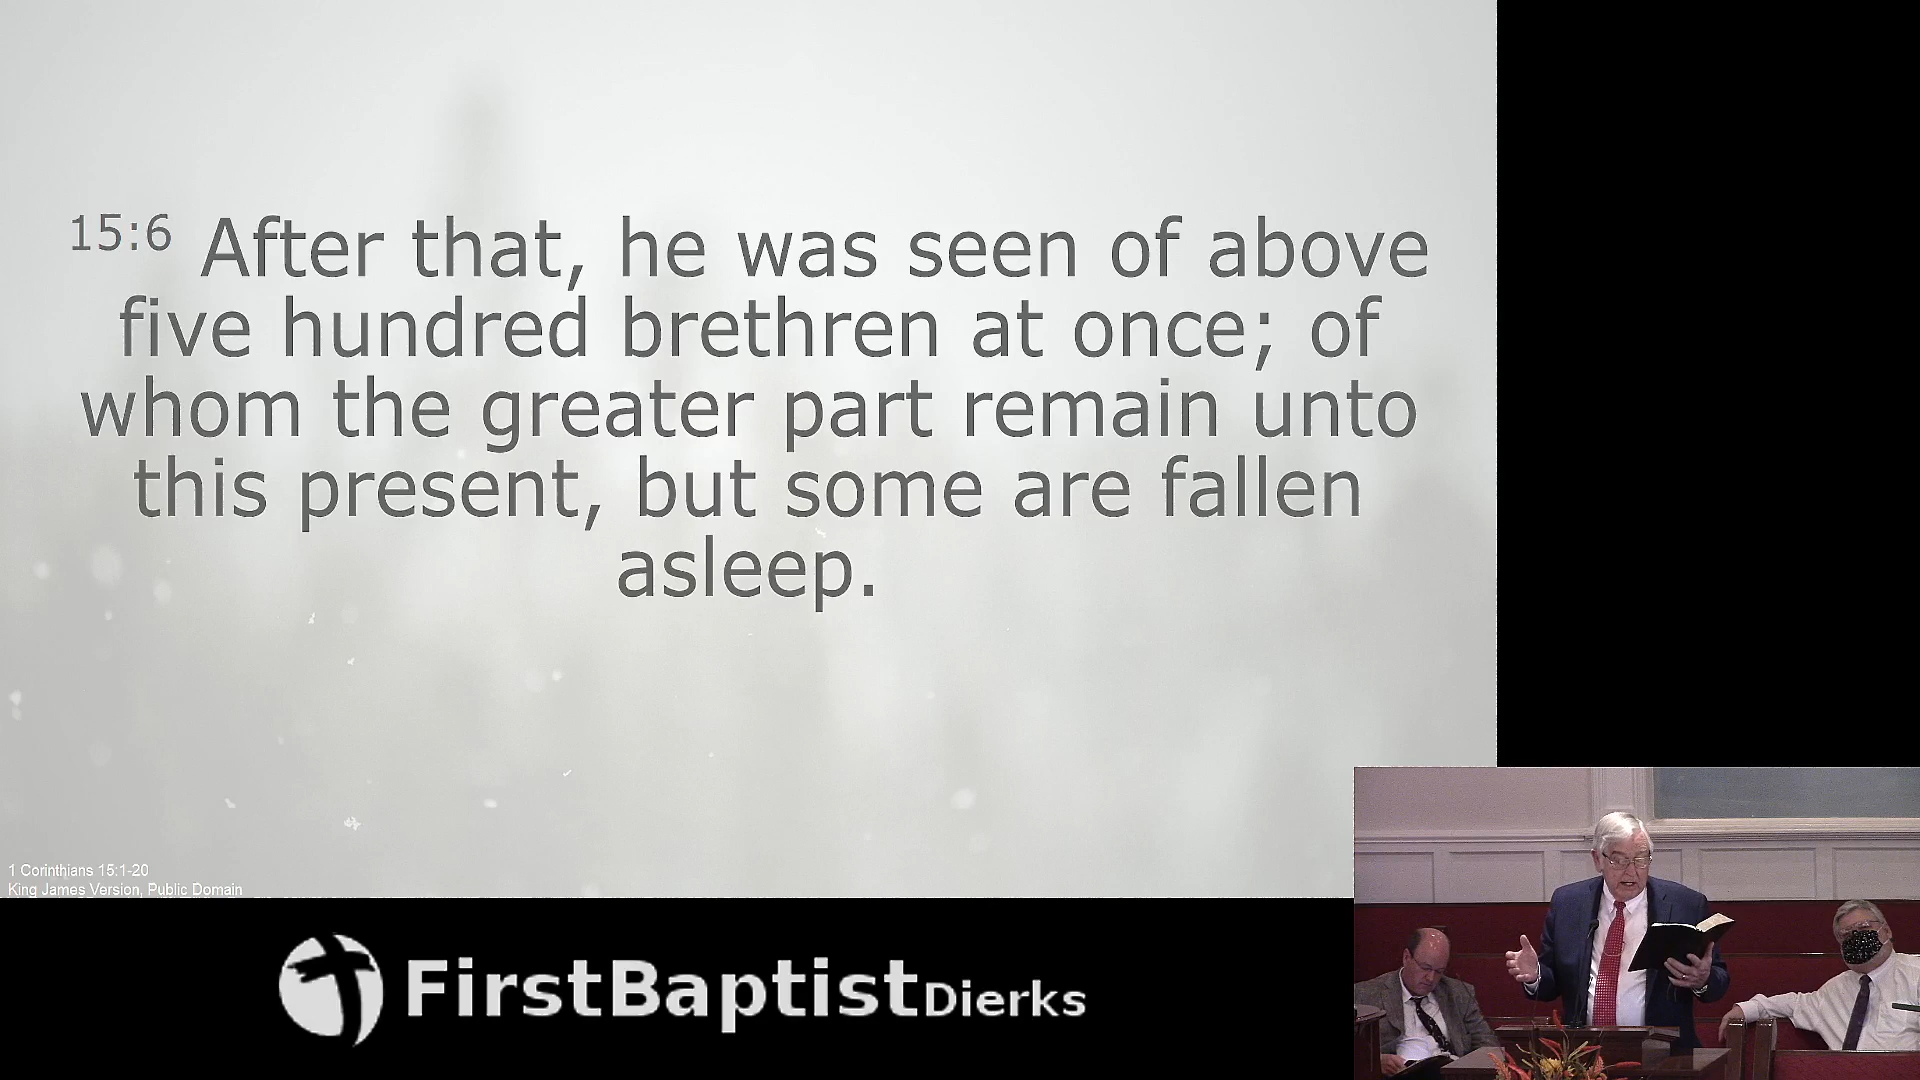 15:6 After that, he was seen of above
five hundred brethren at once; of
whom the greater part remain unto
this present, but some are fallen
asleep.
1 Corinthians 15:1-20
King James Version, Public Domain
FirstBaptistDierks